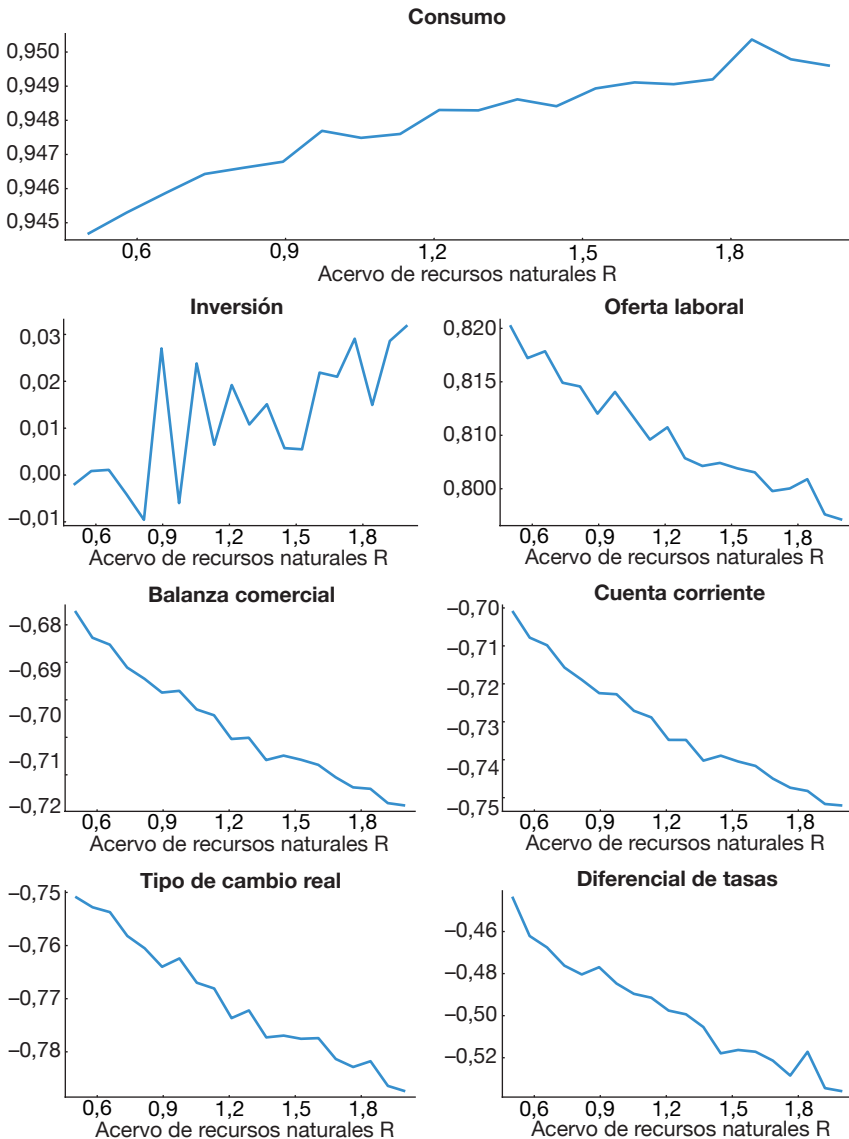 Consumo
0,950
0,949
0,948
0,947
0,946
0,945
0,6 0,9 1,2 1,5 1,8
Acervo de recursos naturales R
Inversión
0,03
0,02
0,01
0,00
−0,01
0,6 0,9 1,2 1,5 1,8
Acervo de recursos naturales R
Oferta laboral
0,820
0,815
0,810
0,800
0,6 0,9 1,2 1,5 1,8
Acervo de recursos naturales R
Balanza comercial
−0,68
−0,69
−0,70
−0,71
−0,72
0,6 0,9 1,2 1,5 1,8
Acervo de recursos naturales R
Cuenta corriente
−0,70
−0,71
−0,72
−0,73
−0,74
−0,75
0,6 0,9 1,2 1,5 1,8
Acervo de recursos naturales R
Tipo de cambio real
−0,75
−0,76
−0,77
−0,78
0,6 0,9 1,2 1,5 1,8
Acervo de recursos naturales R
Diferencial de tasas
−0,46
−0,48
−0,50
−0,52
0,6 0,9 1,2 1,5 1,8
Acervo de recursos naturales R